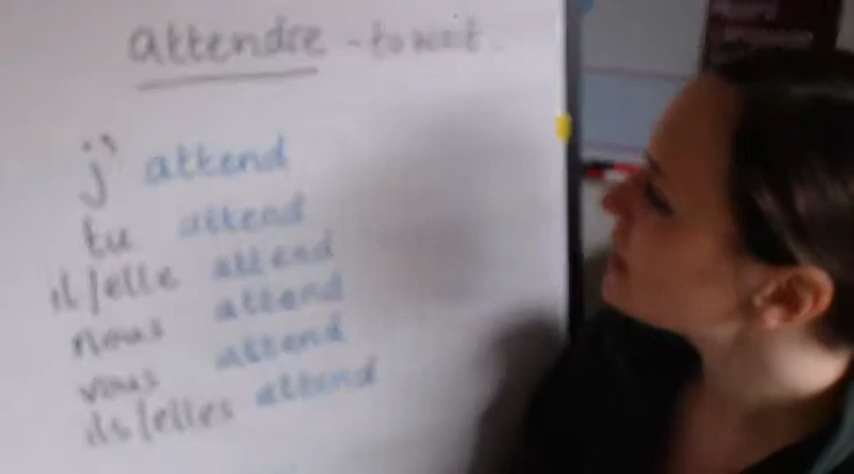 attendre - to wait.
j' attend
tu attend
il/elle attend
nous attend
vous attend
ils/elles attend